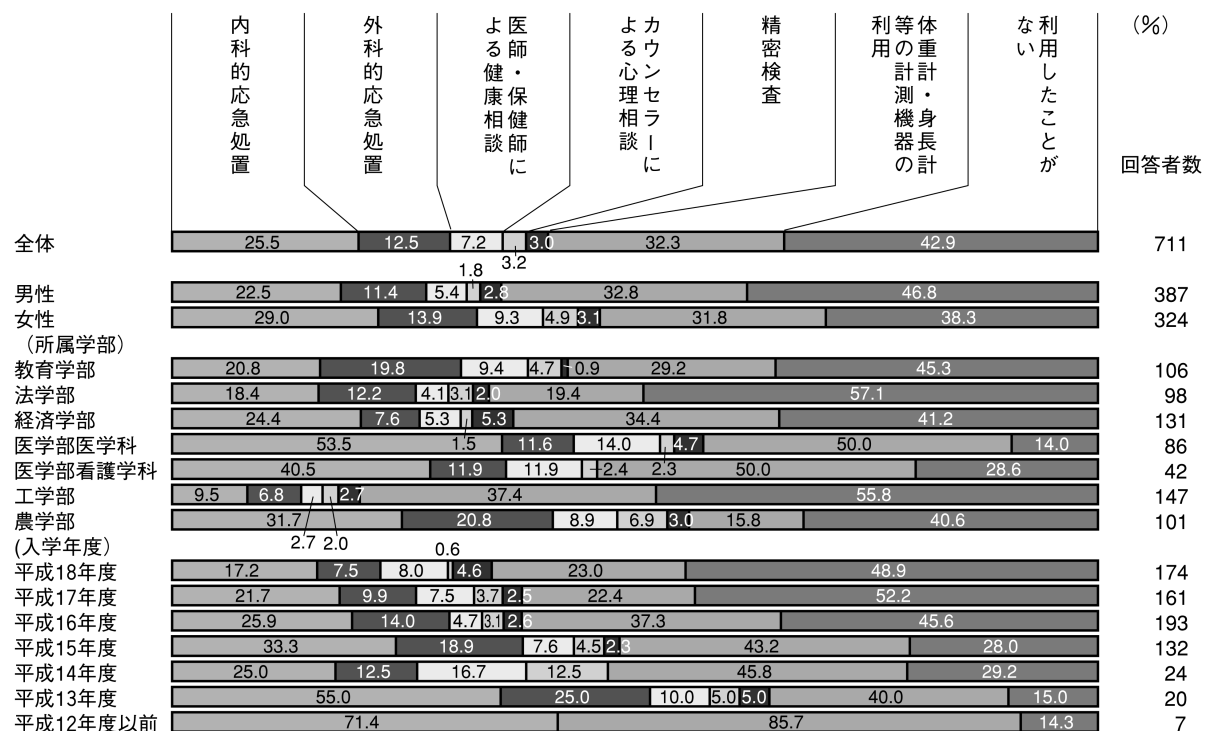 内科的応急処置
外科的応急処置
医師・保健師に
よる健康相談
カウンセラーに
よる心理相談
精密検査
体重計・身長計
等の計測機器の
利用
利用したことが
ない
（％）
回答者数
全体 25.5 12.5 7.2 3.2 3.0 32.3 42.9 711
男性 22.5 11.4 5.4 1.8 2.8 32.8 46.8 387
女性 29.0 13.9 9.3 4.9 3.1 31.8 38.3 324
（所属学部）
教育学部 20.8 19.8 9.4 4.7 0.9 29.2 45.3 106
法学部 18.4 12.2 4.1 3.1 2.0 19.4 57.1 98
経済学部 24.4 7.6 5.3 1.5 5.3 34.4 41.2 131
医学部医学科 53.5 11.6 14.0 2.3 4.7 50.0 14.0 86
医学部看護学科 40.5 11.9 11.9 2.4 50.0 28.6 42
工学部 9.5 6.8 2.7 2.0 2.7 37.4 55.8 147
農学部 31.7 20.8 8.9 6.9 3.0 15.8 40.6 101
(入学年度）
平成18年度 17.2 7.5 8.0 0.6 4.6 23.0 48.9 174
平成17年度 21.7 9.9 7.5 3.7 2.5 22.4 52.2 161
平成16年度 25.9 14.0 4.7 3.1 2.6 37.3 45.6 193
平成15年度 33.3 18.9 7.6 4.5 2.3 43.2 28.0 132
平成14年度 25.0 12.5 16.7 12.5 45.8 29.2 24
平成13年度 55.0 25.0 10.0 5.0 5.0 40.0 15.0 20
平成12年度以前 71.4 85.7 14.3 7